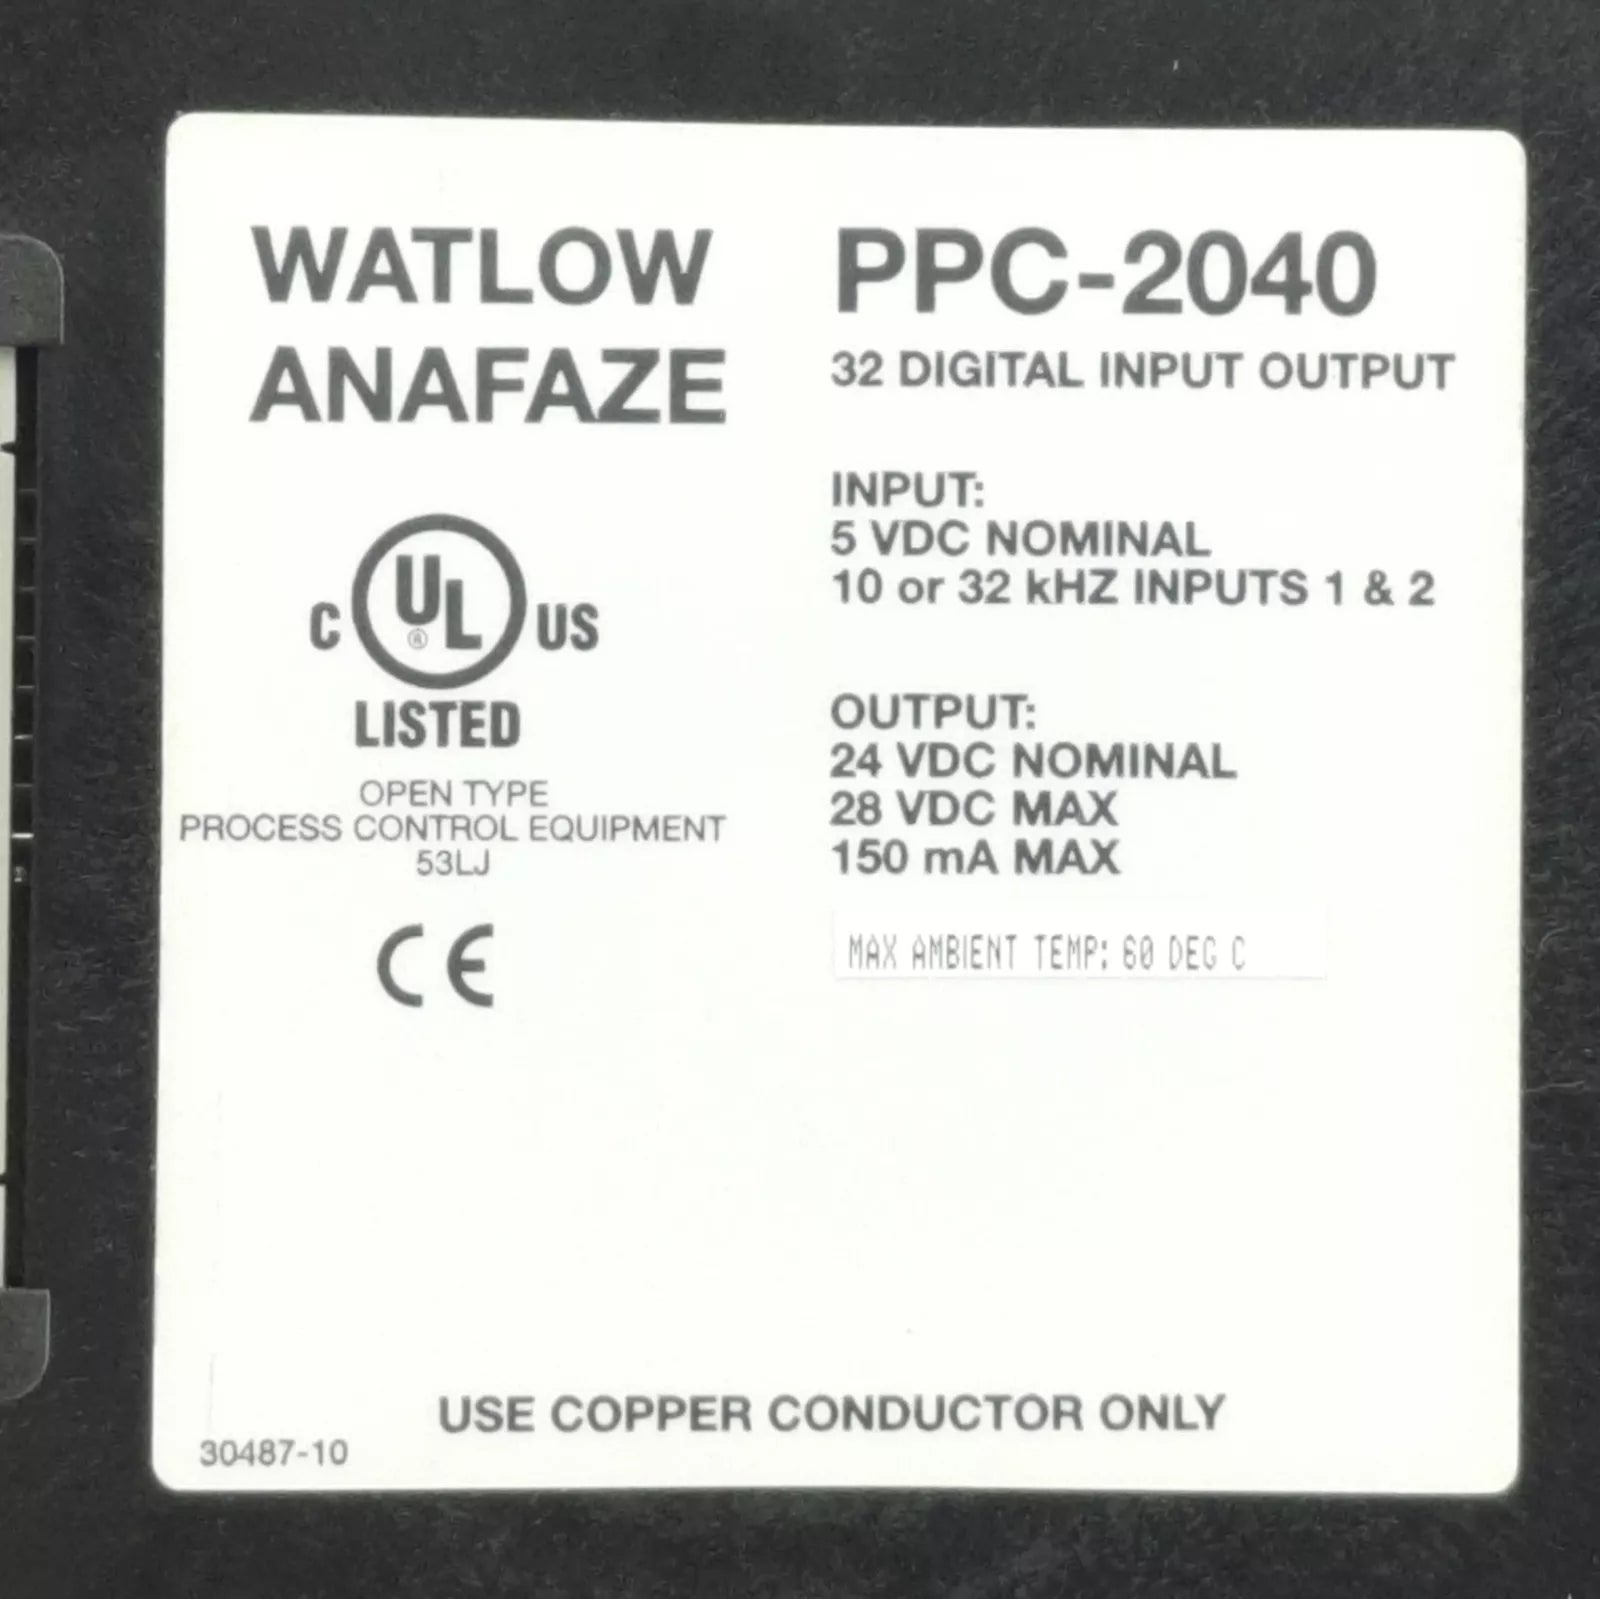 WATLOW
ANAFAZE
C UL® US
LISTED
OPEN TYPE
PROCESS CONTROL EQUIPMENT
53LJ
CE
PPC-2040
32 DIGITAL INPUT OUTPUT
INPUT:
5 VDC NOMINAL
10 or 32 kHZ INPUTS 1 & 2
OUTPUT:
24 VDC NOMINAL
28 VDC MAX
150 mA MAX
MAX AMBIENT TEMP: 60 DEG C
USE COPPER CONDUCTOR ONLY
30487-10